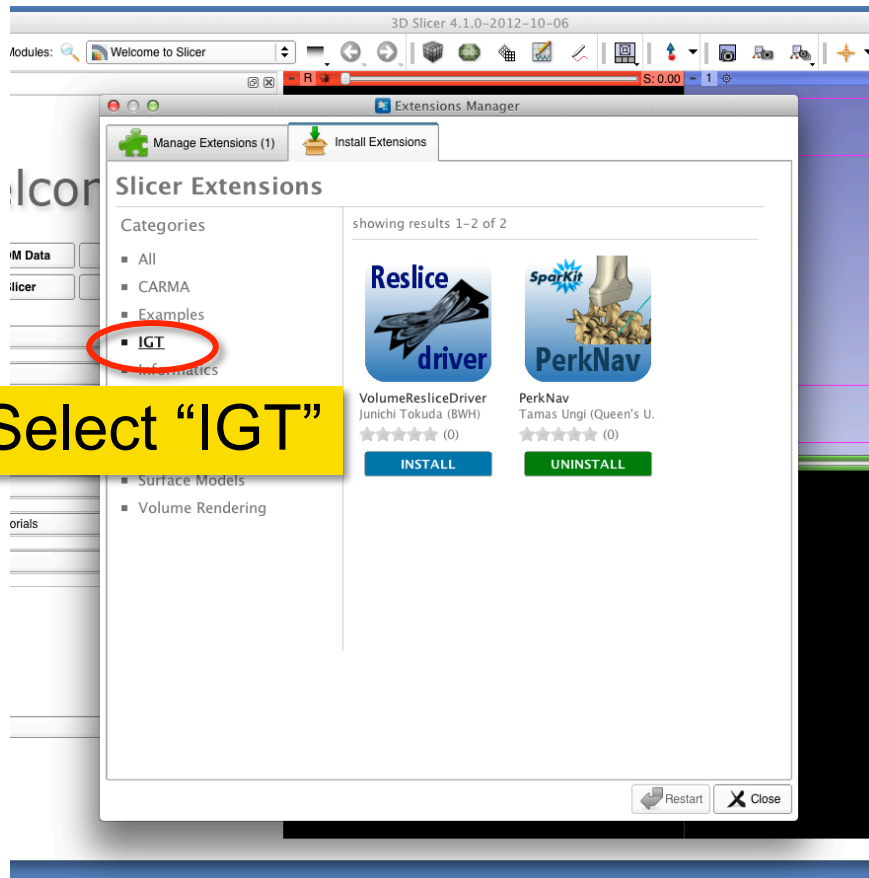 3D Slicer 4.1.0-2012-10-06
Modules: Welcome to Slicer
R S: 0.00 1
Extensions Manager
Manage Extensions (1) Install Extensions
Slicer Extensions
Categories
showing results 1-2 of 2
All
CARMA
Examples
IGT
Informatics
Select "IGT"
Surface Models
Volume Rendering
Reslice
driver
VolumeResliceDriver
Junichi Tokuda (BWH)
(0)
INSTALL
SparKit
PerkNav
PerkNav
Tamas Ungi (Queen's U.
(0)
UNINSTALL
Restart Close
elcom
M Data
licer
orials